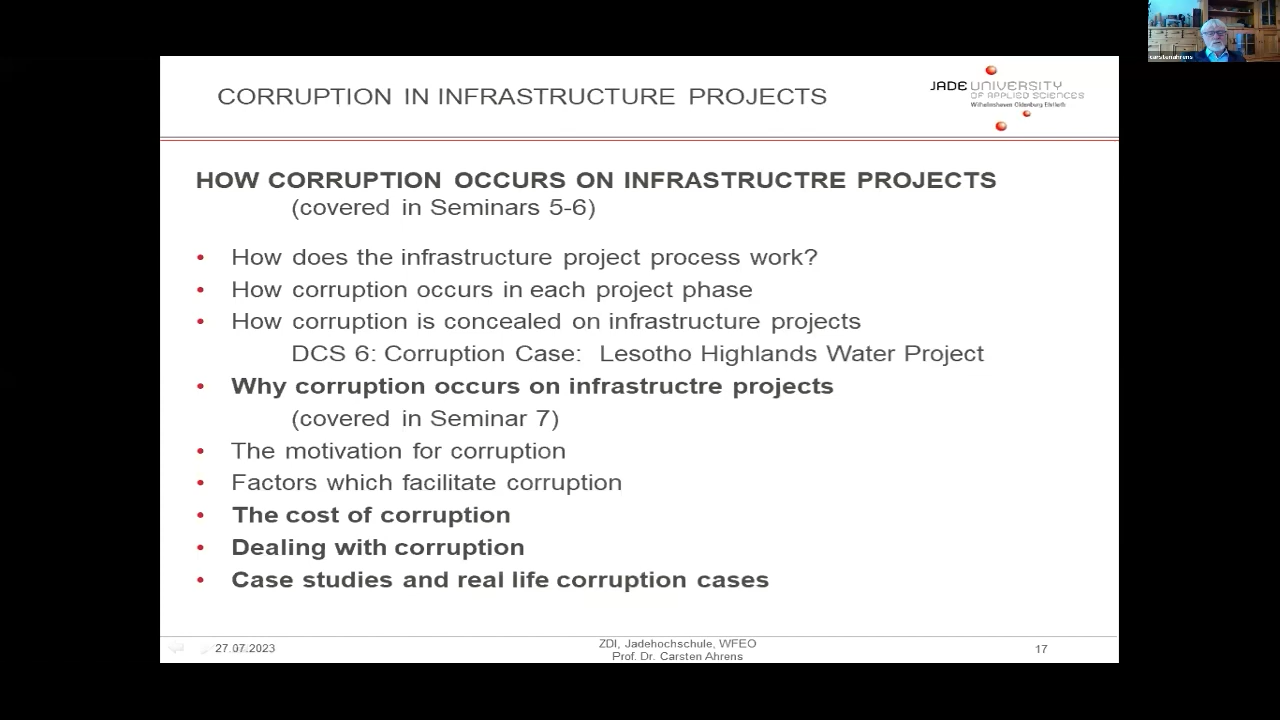 carstenahrens
CORRUPTION IN INFRASTRUCTURE PROJECTS
JADE UNIVERSITY
OF APPLIED SCIENCES
Wilhelmshaven Oldenburg Elsfleth
HOW CORRUPTION OCCURS ON INFRASTRUCTRE PROJECTS
(covered in Seminars 5-6)
• How does the infrastructure project process work?
• How corruption occurs in each project phase
• How corruption is concealed on infrastructure projects
DCS 6: Corruption Case: Lesotho Highlands Water Project
• Why corruption occurs on infrastructre projects
(covered in Seminar 7)
• The motivation for corruption
• Factors which facilitate corruption
• The cost of corruption
• Dealing with corruption
• Case studies and real life corruption cases
27.07.2023
ZDI, Jadehochschule, WFEO
Prof. Dr. Carsten Ahrens
17